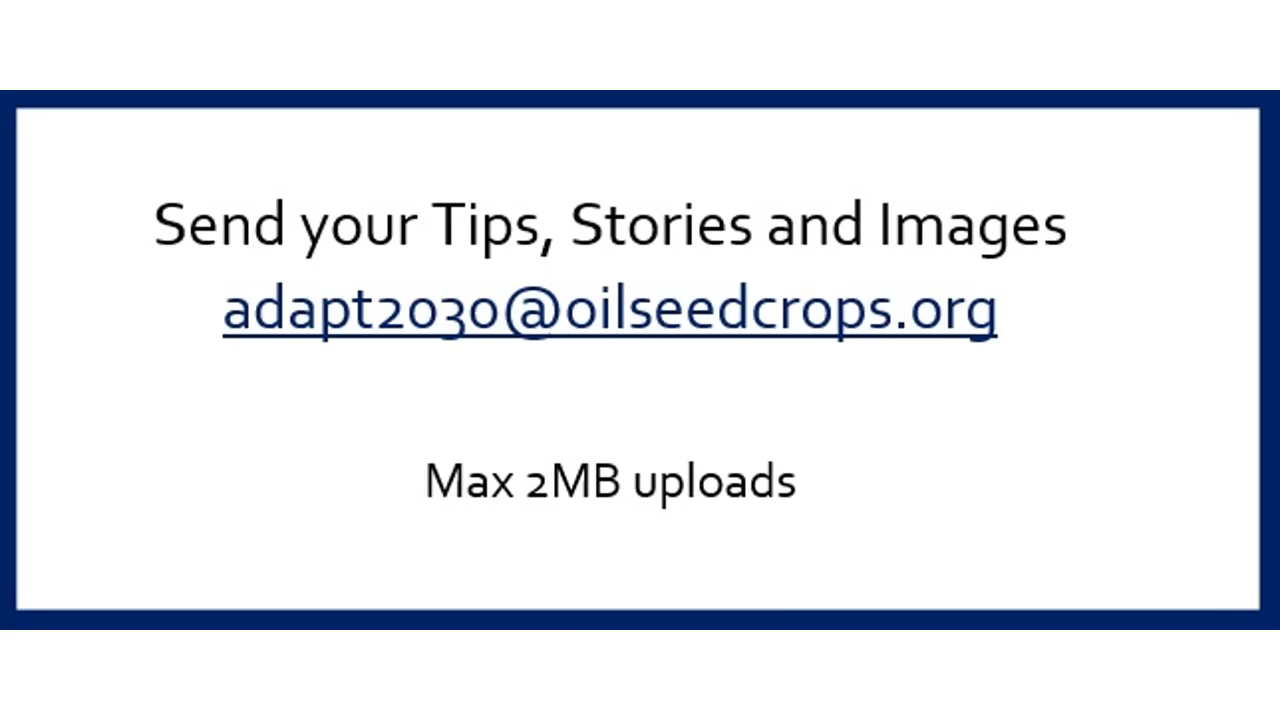 Send your Tips, Stories and Images
adapt2030@oilseedcrops.org
Max 2MB uploads